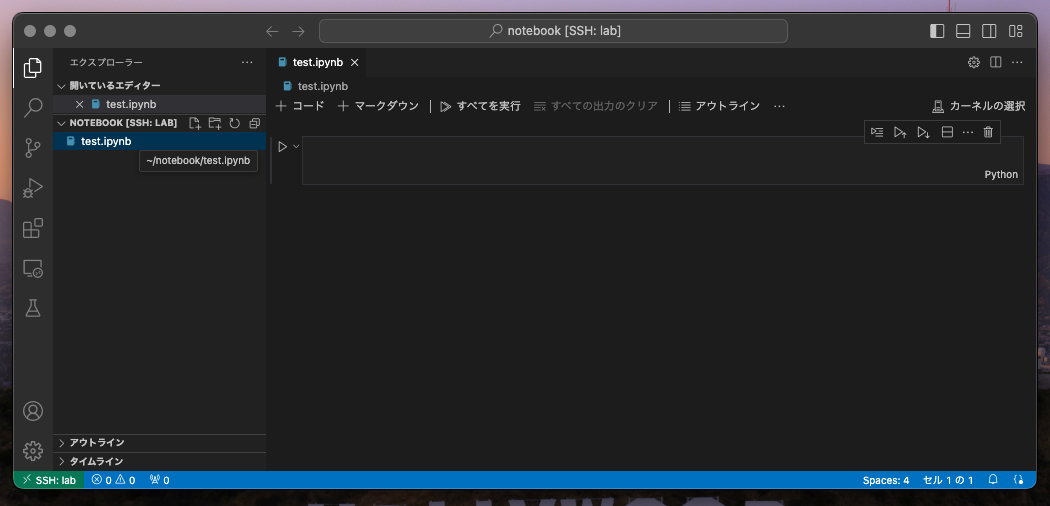 notebook [SSH: lab]
エクスプローラー
test.ipynb
開いているエディター
test.ipynb
test.ipynb
コード
マークダウン
すべてを実行
すべての出力のクリア
アウトライン
カーネルの選択
NOTEBOOK [SSH: LAB]
test.ipynb
~/notebook/test.ipynb
Python
アウトライン
タイムライン
SSH: lab
0
0
0
Spaces: 4
セル 1 の 1